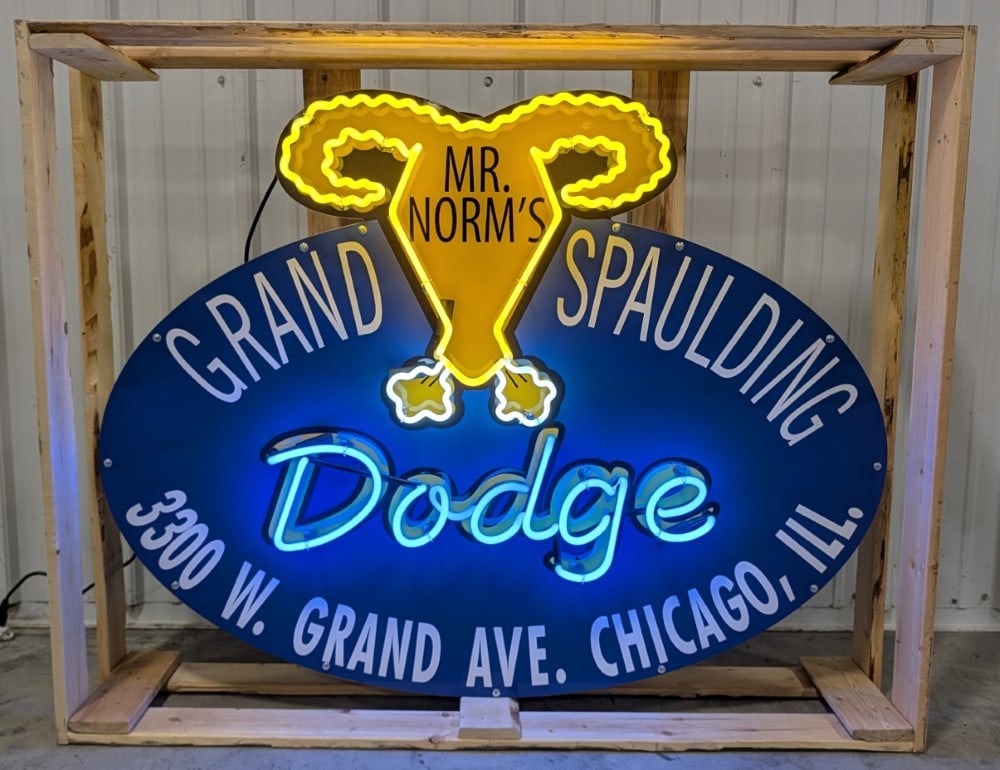 MR.
NORM'S
GRAND SPAULDING
Dodge
3300 W. GRAND AVE. CHICAGO, ILL.